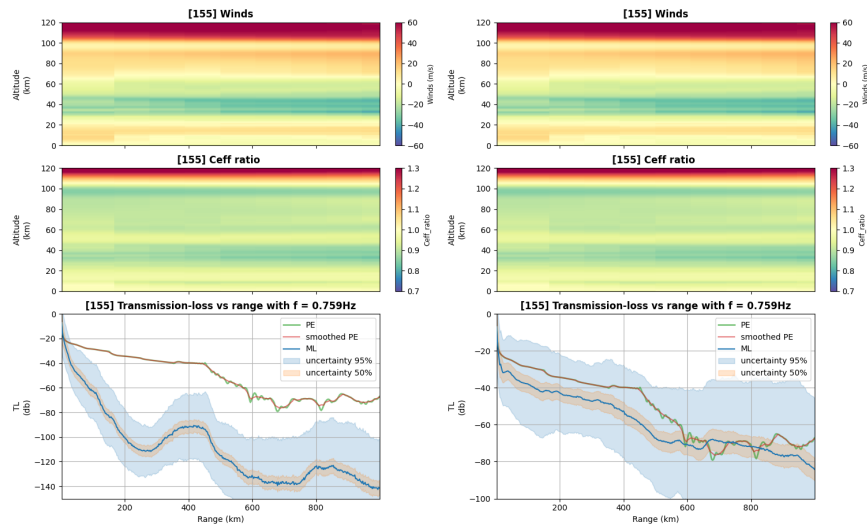 [155] Winds
120
100
80
60
40
20
0
Altitude
(km)
60
40
20
0
−20
−40
−60
Winds (m/s)
[155] Winds
120
100
80
60
40
20
0
Altitude
(km)
60
40
20
0
−20
−40
−60
Winds (m/s)
[155] Ceff ratio
120
100
80
60
40
20
0
Altitude
(km)
1.3
1.2
1.1
1.0
0.9
0.8
0.7
Ceff_ratio
[155] Ceff ratio
120
100
80
60
40
20
0
Altitude
(km)
1.3
1.2
1.1
1.0
0.9
0.8
0.7
Ceff_ratio
[155] Transmission-loss vs range with f = 0.759Hz
0
−20
−40
−60
−80
−100
−120
−140
TL
(db)
PE
smoothed PE
ML
uncertainty 95%
uncertainty 50%
200
400
600
800
Range (km)
[155] Transmission-loss vs range with f = 0.759Hz
0
−20
−40
−60
−80
−100
TL
(db)
PE
smoothed PE
ML
uncertainty 95%
uncertainty 50%
200
400
600
800
Range (km)